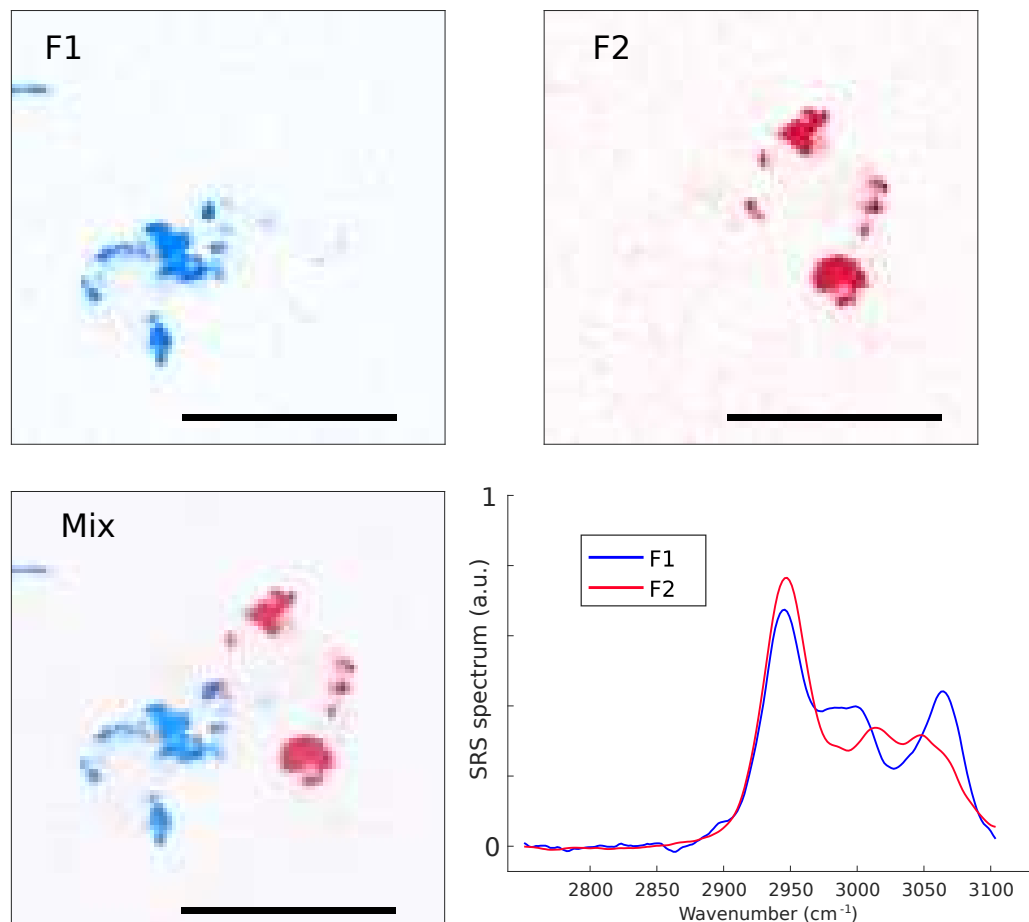 F1
F2
Mix
1
F1
F2
SRS spectrum (a.u.)
0
2800 2850 2900 2950 3000 3050 3100
Wavenumber (cm⁻¹)